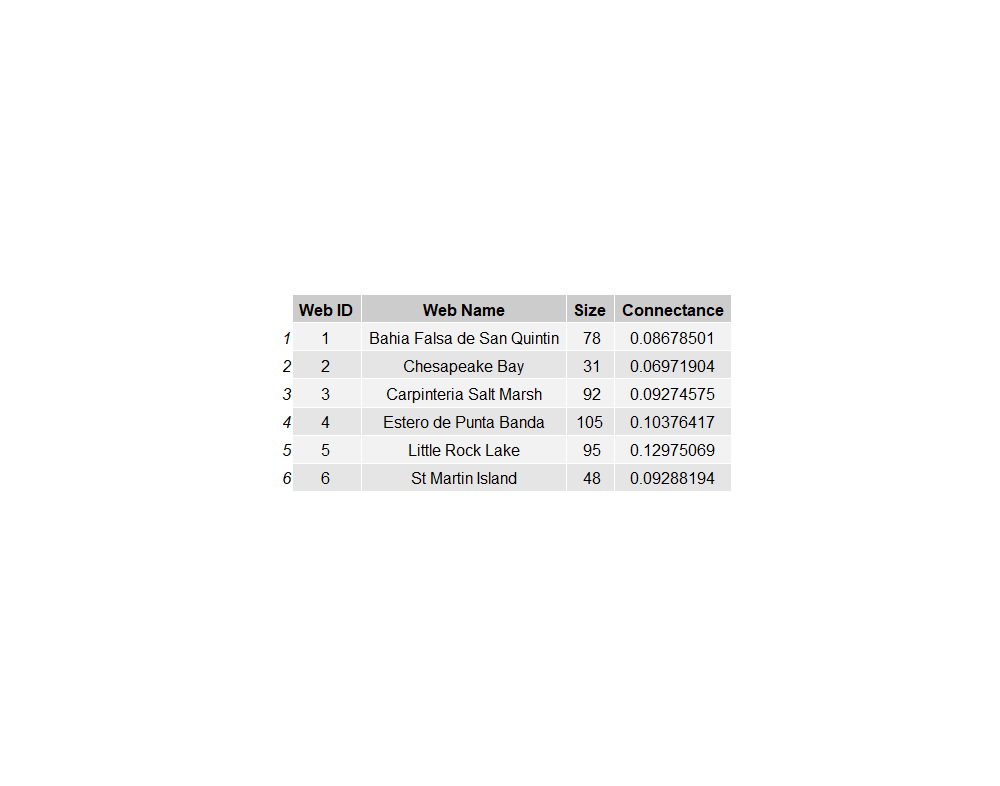 Web ID Web Name Size Connectance
1 1 Bahia Falsa de San Quintin 78 0.08678501
2 2 Chesapeake Bay 31 0.06971904
3 3 Carpinteria Salt Marsh 92 0.09274575
4 4 Estero de Punta Banda 105 0.10376417
5 5 Little Rock Lake 95 0.12975069
6 6 St Martin Island 48 0.09288194